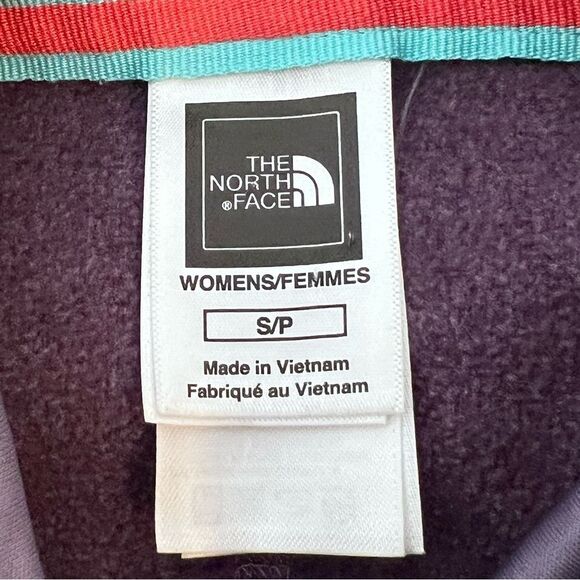 THE
NORTH
®FACE
WOMENS/FEMMES
S/P
Made in Vietnam
Fabriqué au Vietnam